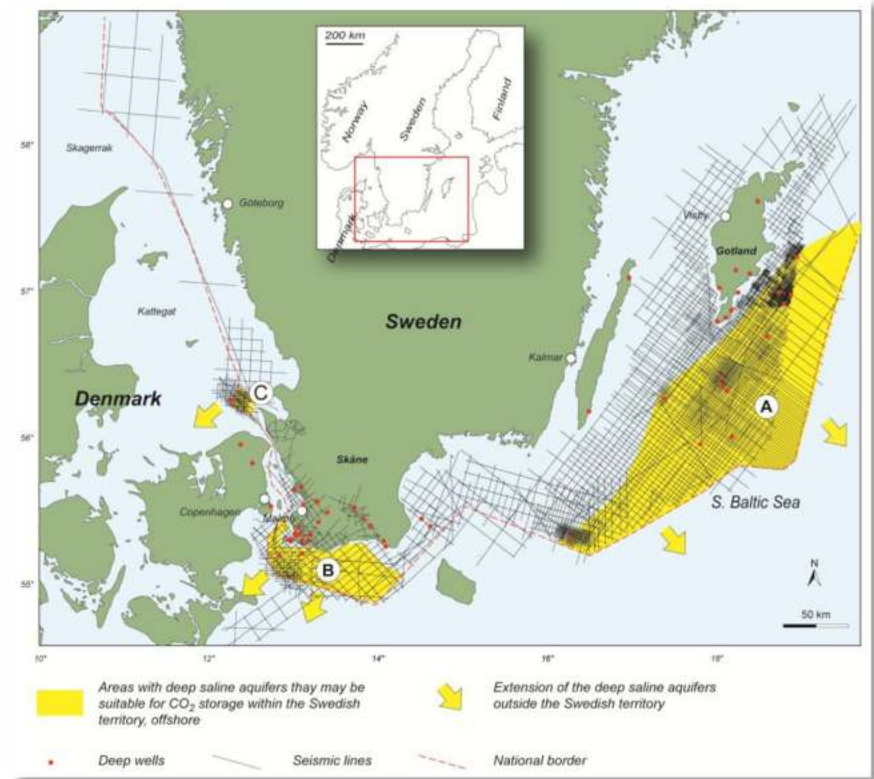 200 km
Norway
Sweden
Finland
Denmark
58°
Skagerrak
Göteborg
Visby
Gotland
57°
Kattegat
Sweden
Kalmar
Denmark
C
A
56°
Skåne
S. Baltic Sea
Copenhagen
B
55°
N
50 km
10°
12°
14°
16°
18°
Areas with deep saline aquifers thay may be
suitable for CO2 storage within the Swedish
territory, offshore
Extension of the deep saline aquifers
outside the Swedish territory
Deep wells
Seismic lines
National border